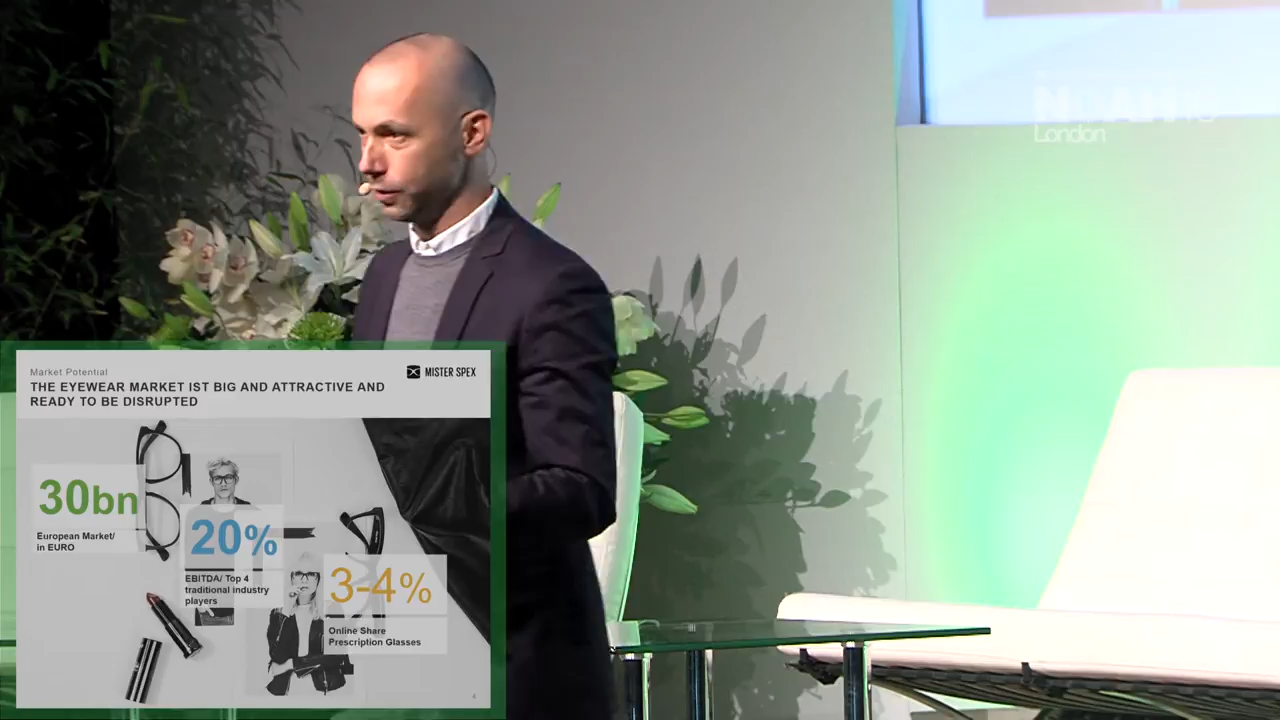 London
Market Potential
MISTER SPEX
THE EYEWEAR MARKET IST BIG AND ATTRACTIVE AND
READY TO BE DISRUPTED
30bn
European Market/
in EURO
20%
EBITDA/ Top 4
traditional industry
players
3-4%
Online Share
Prescription Glasses
4